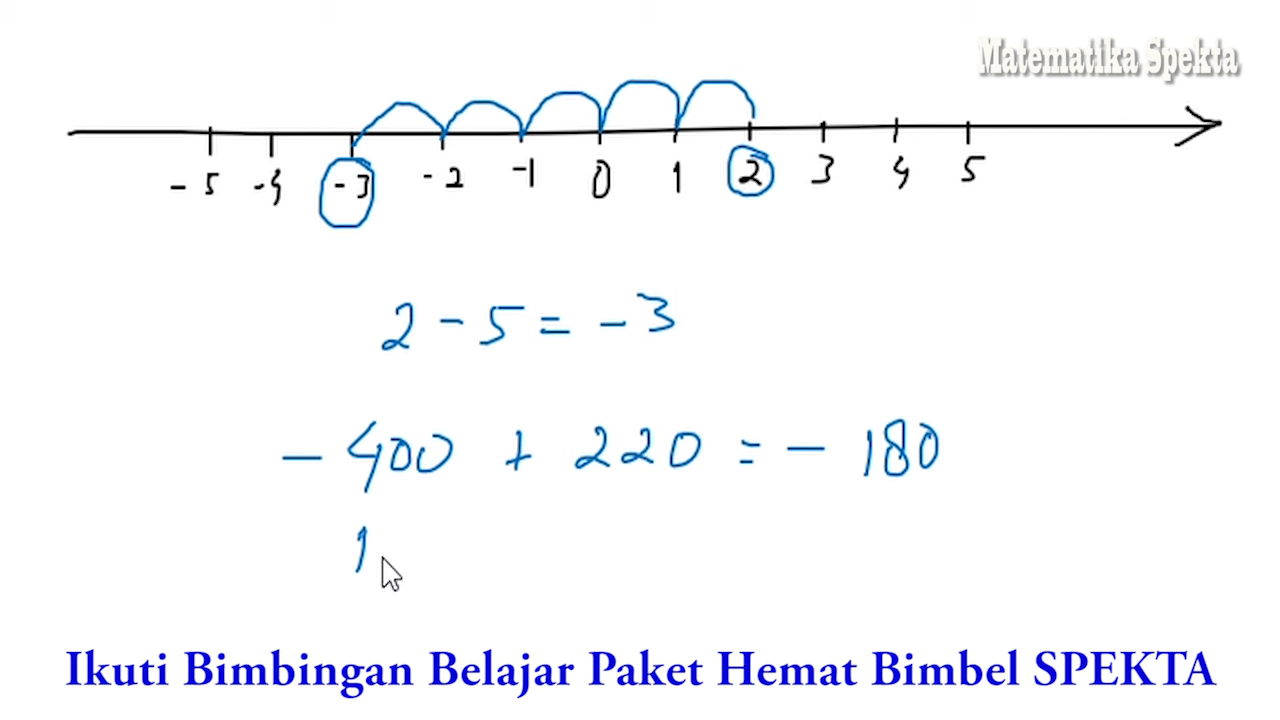 Matematika Spekta
-5 -4 -3 -2 -1 0 1 2 3 4 5
2 - 5 = -3
- 400 + 220 = - 180
1
Ikuti Bimbingan Belajar Paket Hemat Bimbel SPEKTA